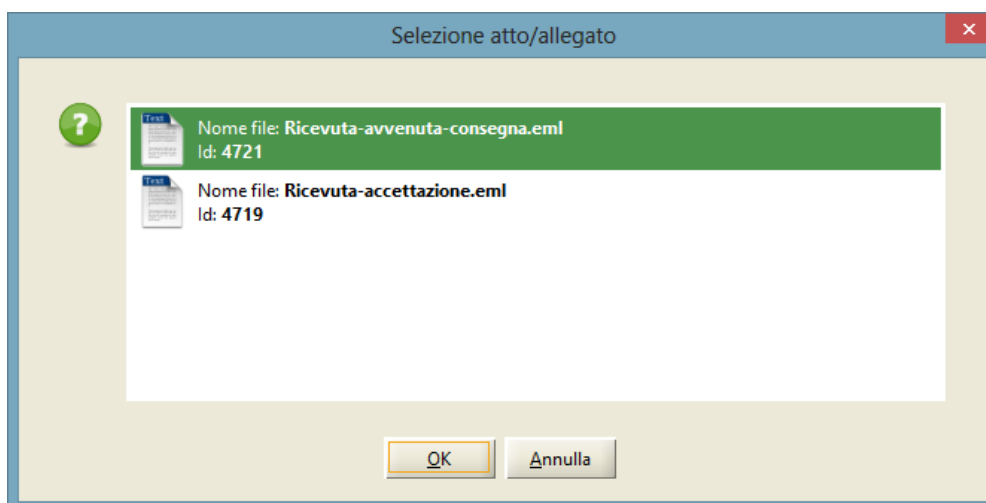 Selezione atto/allegato
Text
Nome file: Ricevuta-avvenuta-consegna.eml
Id: 4721
Text
Nome file: Ricevuta-accettazione.eml
Id: 4719
OK
Annulla